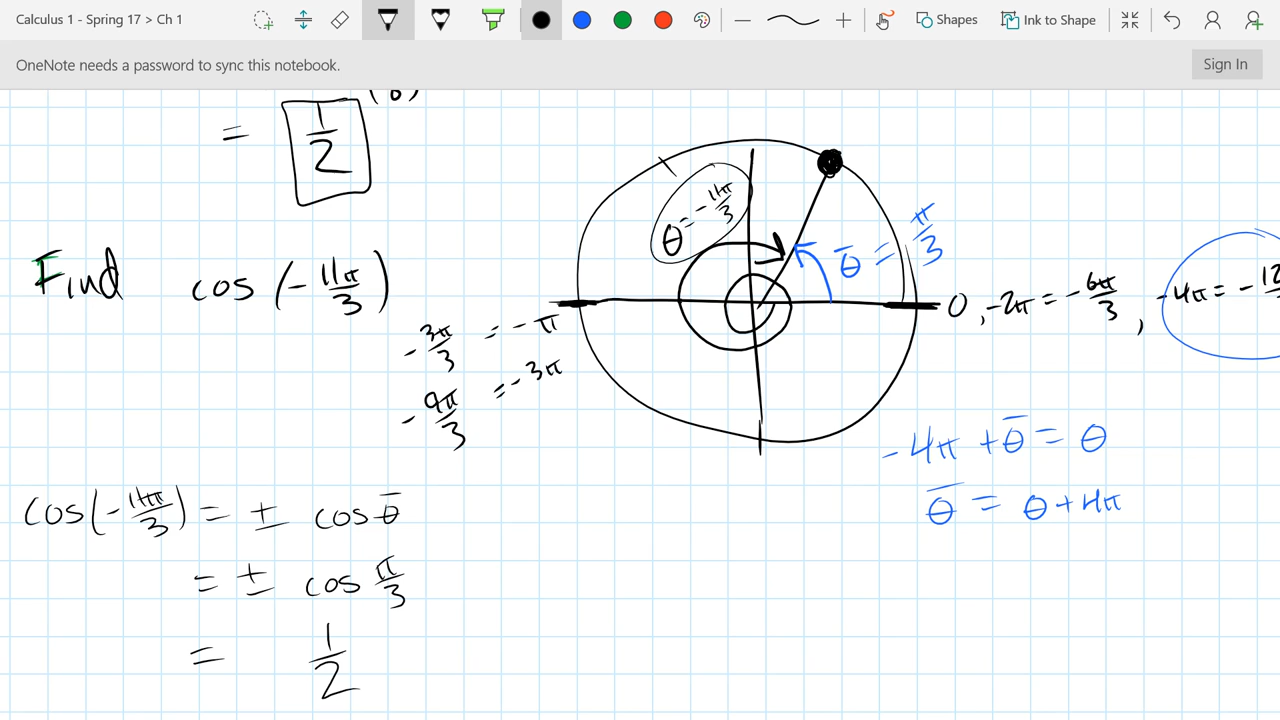 Calculus 1 - Spring 17 > Ch 1
Shapes
Ink to Shape
OneNote needs a password to sync this notebook.
Sign In
= 1/2
Find cos(-11π/3)
θ = -11π/3
θ̄ = π/3
0, -2π = -6π/3, -4π = -12
-3π/3 = -π
-9π/3 = -3π
-4π + θ̄ = θ
θ̄ = θ + 4π
cos(-11π/3) = ± cos θ̄
= ± cos π/3
= 1/2